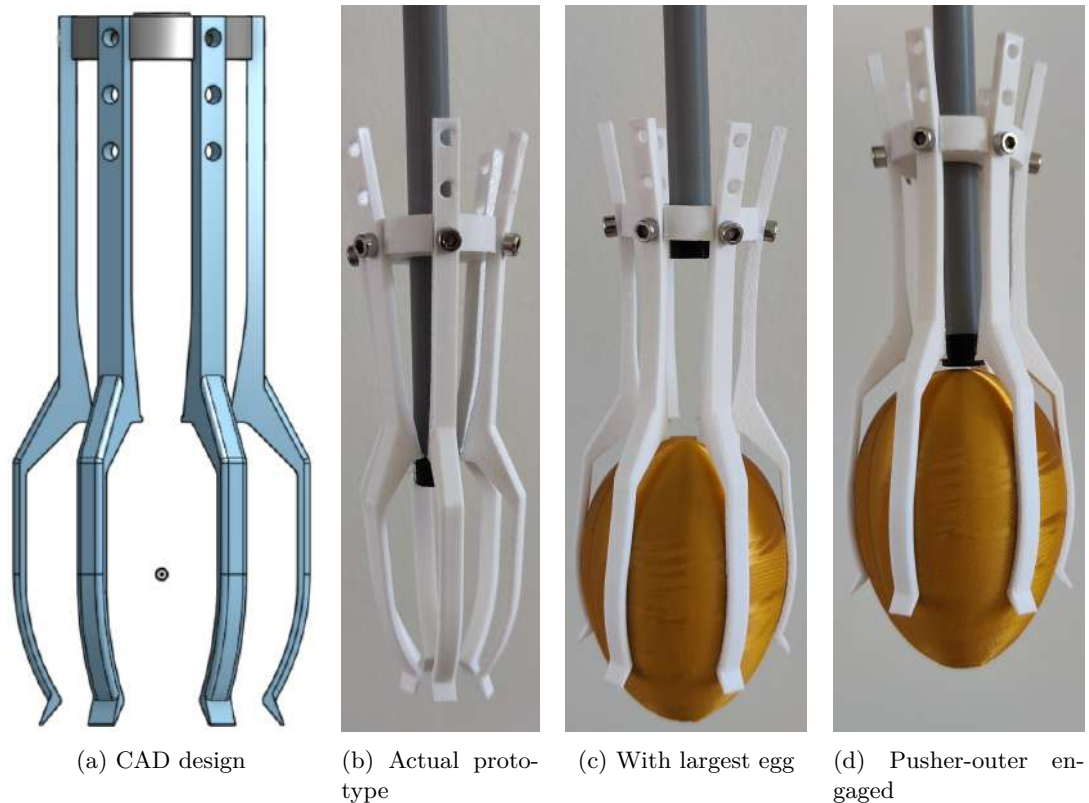 (a) CAD design
(b) Actual proto-
type
(c) With largest egg
(d) Pusher-outer en-
gaged